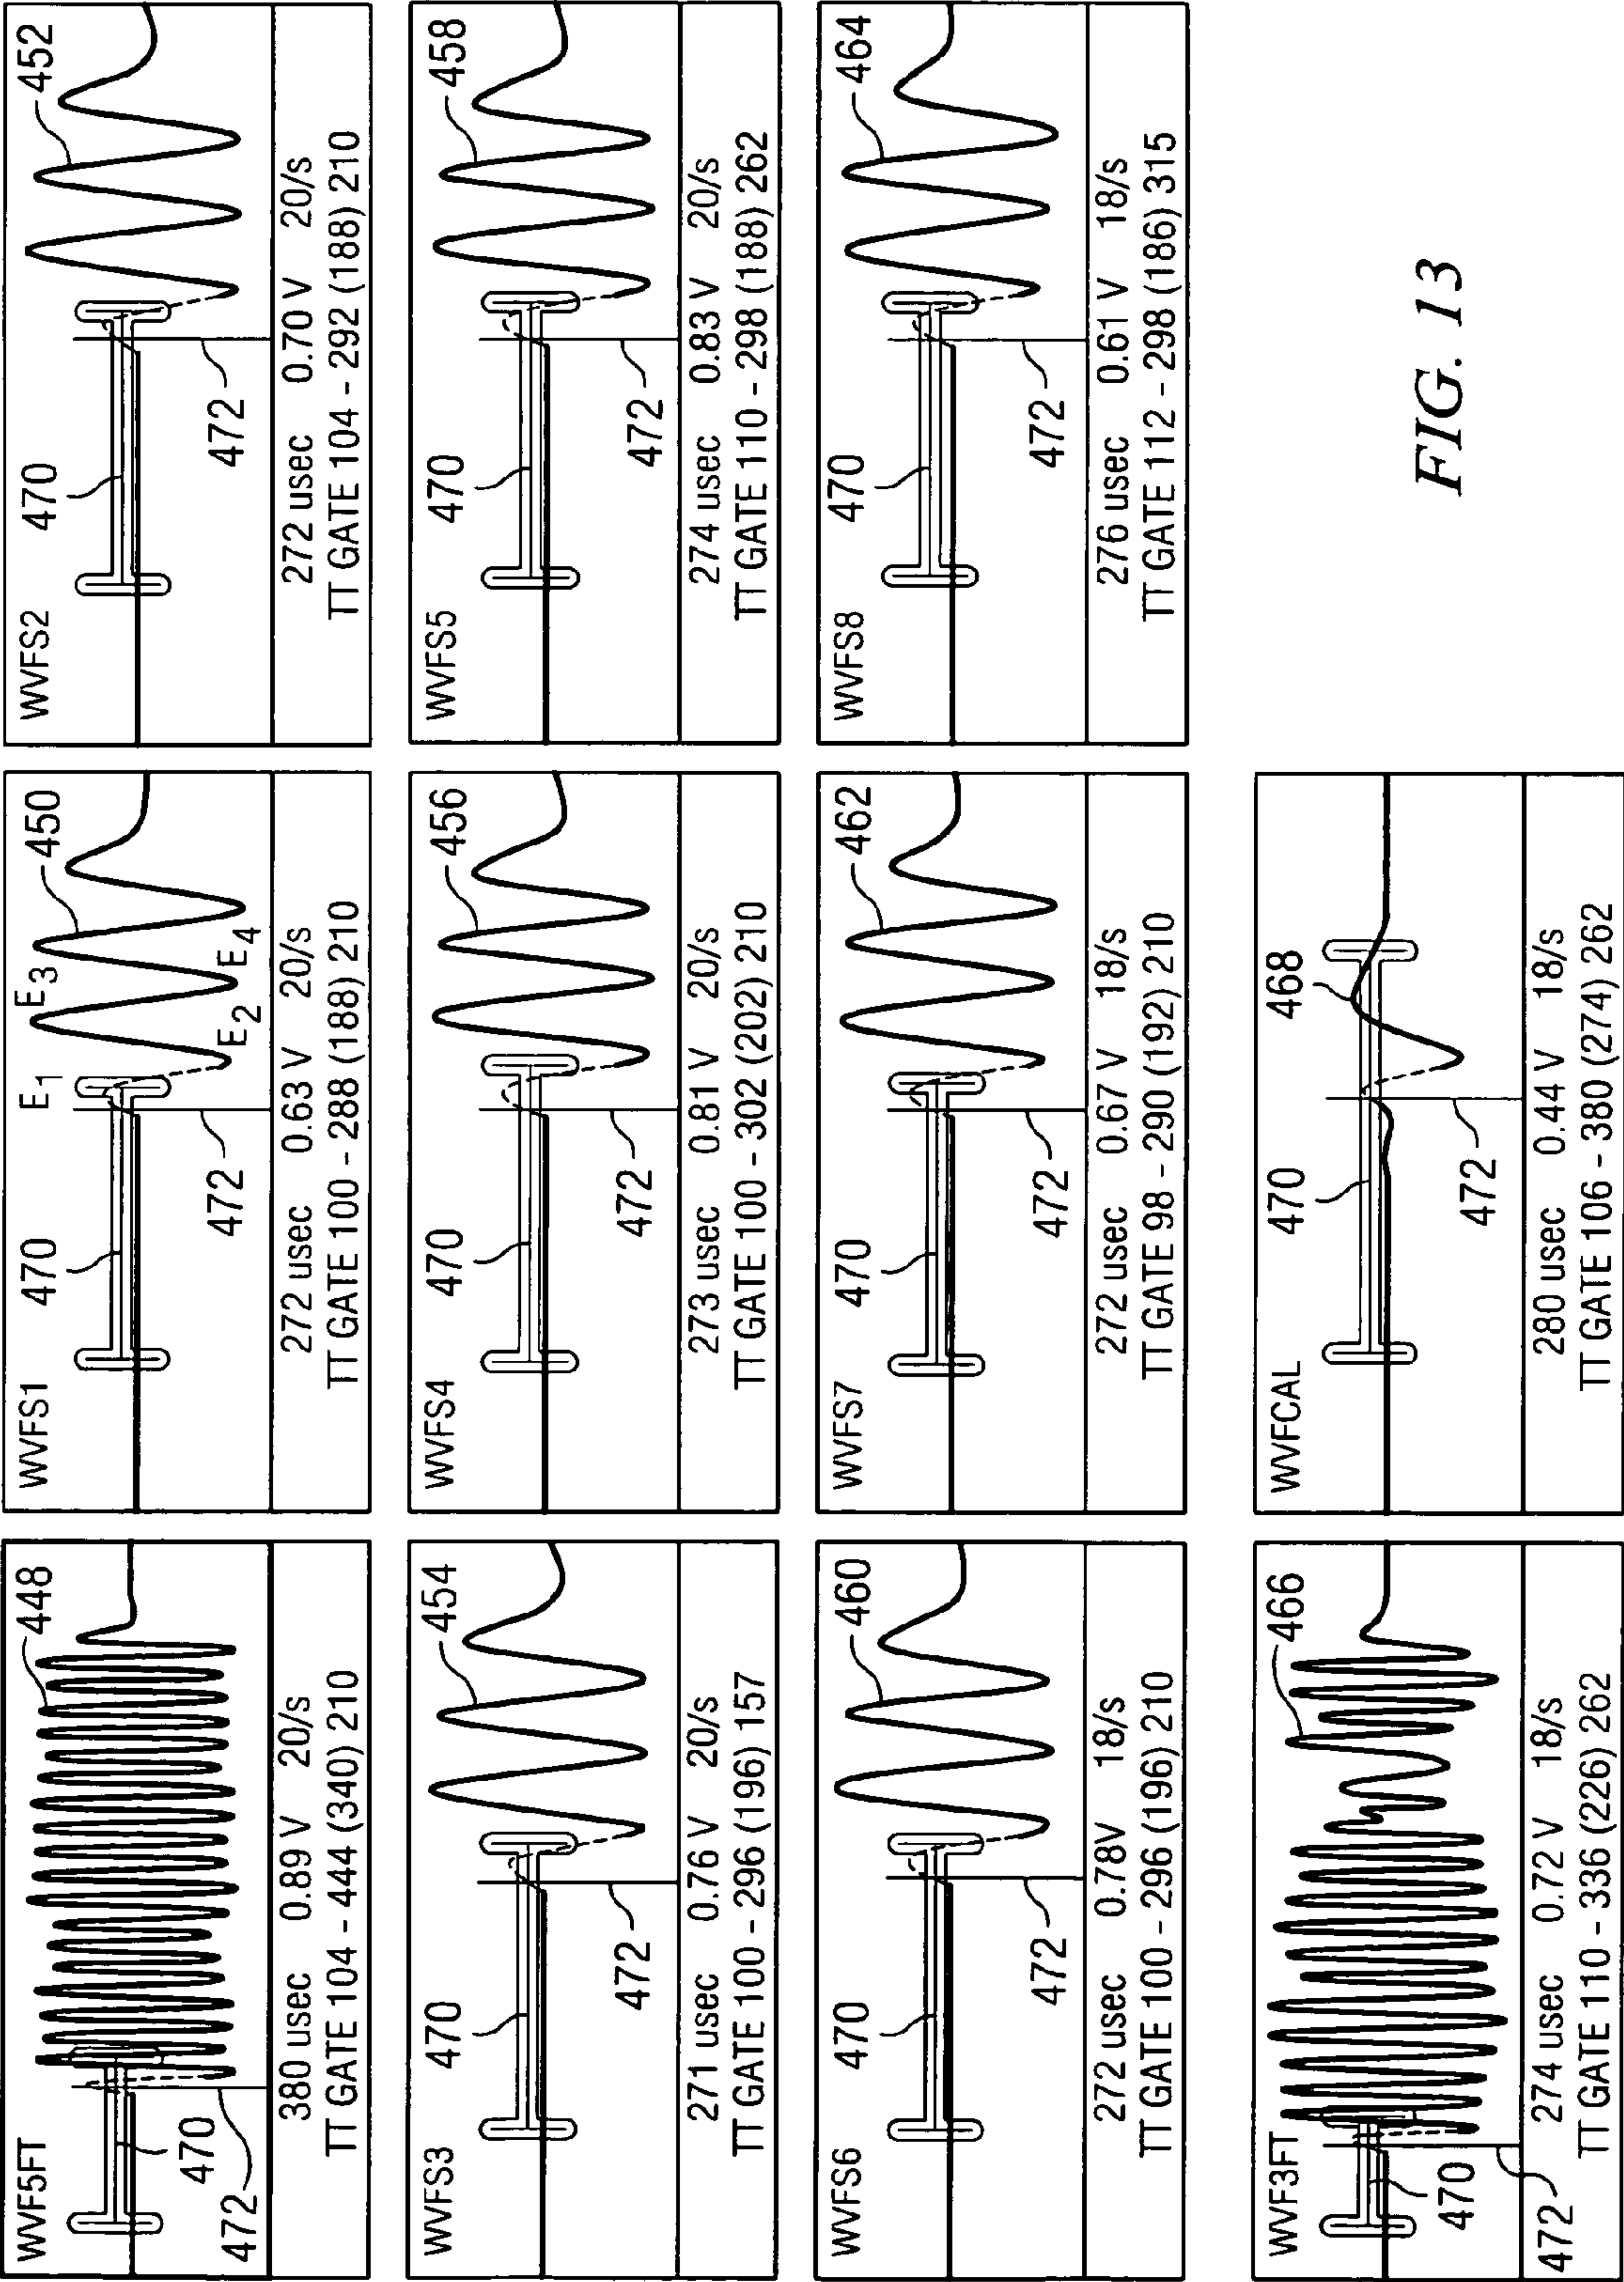 WVF5FT
448
470
472
380 usec 0.89 V 20/s
TT GATE 104 - 444 (340) 210
WVFS1
470
E1
E3
450
E2
E4
472
272 usec 0.63 V 20/s
TT GATE 100 - 288 (188) 210
WVFS2
470
452
472
272 usec 0.70 V 20/s
TT GATE 104 - 292 (188) 210
WVFS3
470
454
472
271 usec 0.76 V 20/s
TT GATE 100 - 296 (196) 157
WVFS4
470
456
472
273 usec 0.81 V 20/s
TT GATE 100 - 302 (202) 210
WVFS5
470
458
472
274 usec 0.83 V 20/s
TT GATE 110 - 298 (188) 262
WVFS6
470
460
472
272 usec 0.78V 18/s
TT GATE 100 - 296 (196) 210
WVFS7
470
462
472
272 usec 0.67 V 18/s
TT GATE 98 - 290 (192) 210
WVFS8
470
464
472
276 usec 0.61 V 18/s
TT GATE 112 - 298 (186) 315
WVF3FT
466
470
472
274 usec 0.72 V 18/s
TT GATE 110 - 336 (226) 262
WVFCAL
470
468
472
280 usec 0.44 V 18/s
TT GATE 106 - 380 (274) 262
FIG. 13